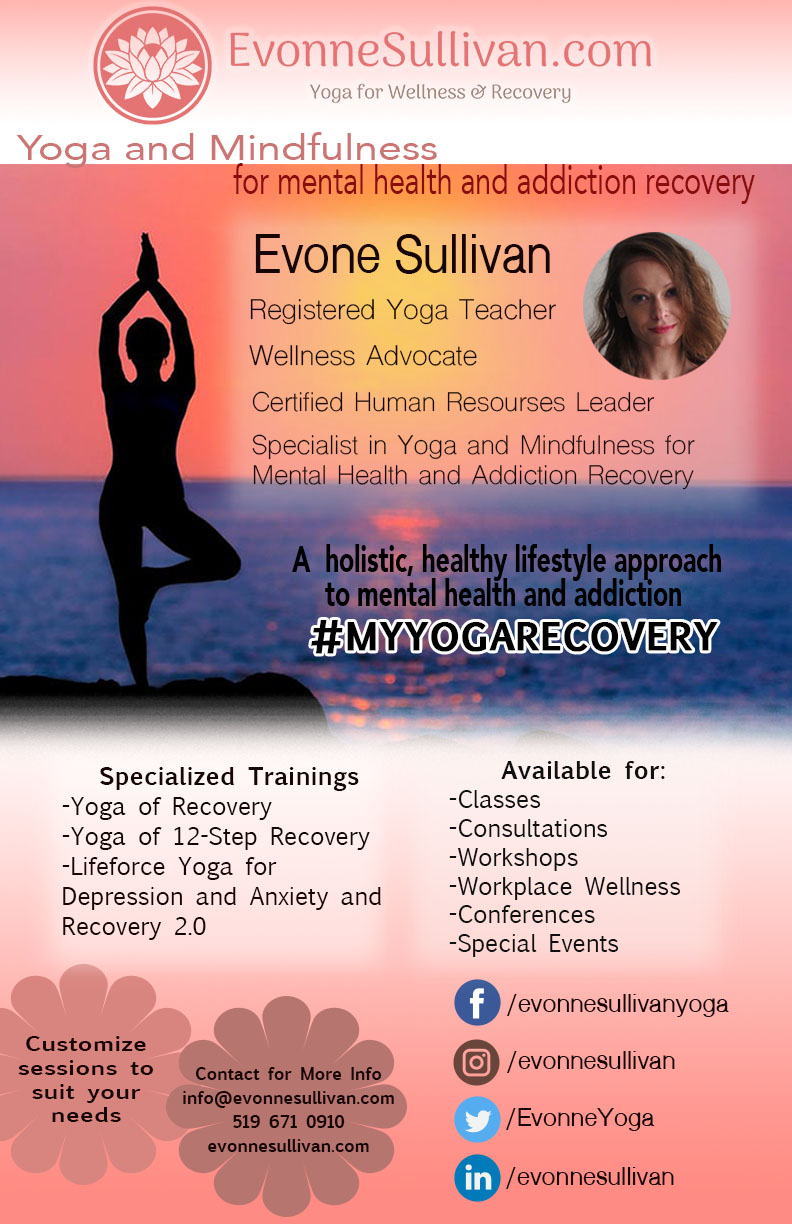 EvonneSullivan.com
Yoga for Wellness & Recovery
Yoga and Mindfulness
for mental health and addiction recovery
Evone Sullivan
Registered Yoga Teacher
Wellness Advocate
Certified Human Resourses Leader
Specialist in Yoga and Mindfulness for
Mental Health and Addiction Recovery
A holistic, healthy lifestyle approach
to mental health and addiction
#MYYOGARECOVERY
Specialized Trainings
-Yoga of Recovery
-Yoga of 12-Step Recovery
-Lifeforce Yoga for
Depression and Anxiety and
Recovery 2.0
Available for:
-Classes
-Consultations
-Workshops
-Workplace Wellness
-Conferences
-Special Events
Customize
sessions to
suit your
needs
Contact for More Info
info@evonnesullivan.com
519 671 0910
evonnesullivan.com
f /evonnesullivanyoga
/evonnesullivan
/EvonneYoga
in /evonnesullivan